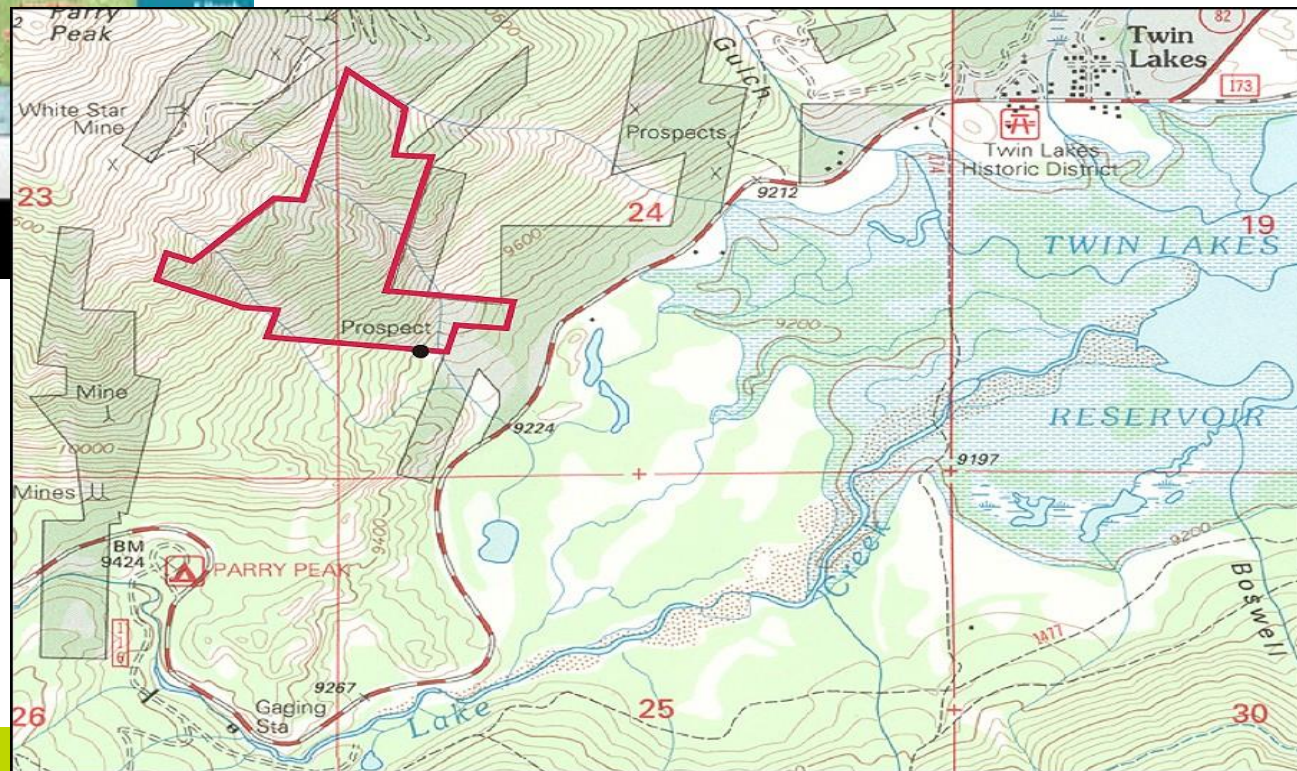 Parry
Peak
82
Twin
Lakes
Gulch
173
White Star
Mine
Prospects
Twin Lakes
Historic District
174
23
9212
24
19
TWIN LAKES
9600
9200
Prospect
Mine
RESERVOIR
9224
10000
9197
Mines
9400
BM
9424
PARRY PEAK
Creek
9200
Boswell
1477
9267
Gaging
Sta
Lake
26
25
30